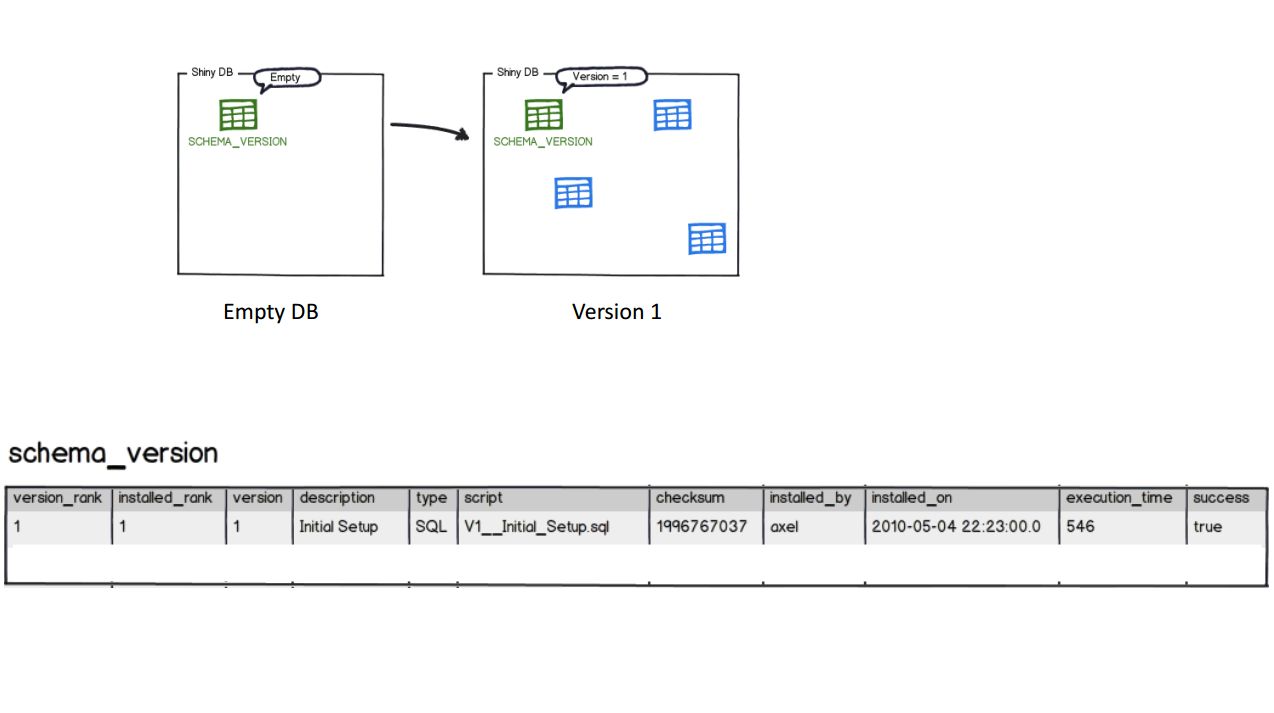 Shiny DB Empty
SCHEMA_VERSION
Shiny DB Version = 1
SCHEMA_VERSION
Empty DB
Version 1
schema_version
version_rank installed_rank version description type script checksum installed_by installed_on execution_time success
1 1 1 Initial Setup SQL V1__Initial_Setup.sql 1996767037 axel 2010-05-04 22:23:00.0 546 true